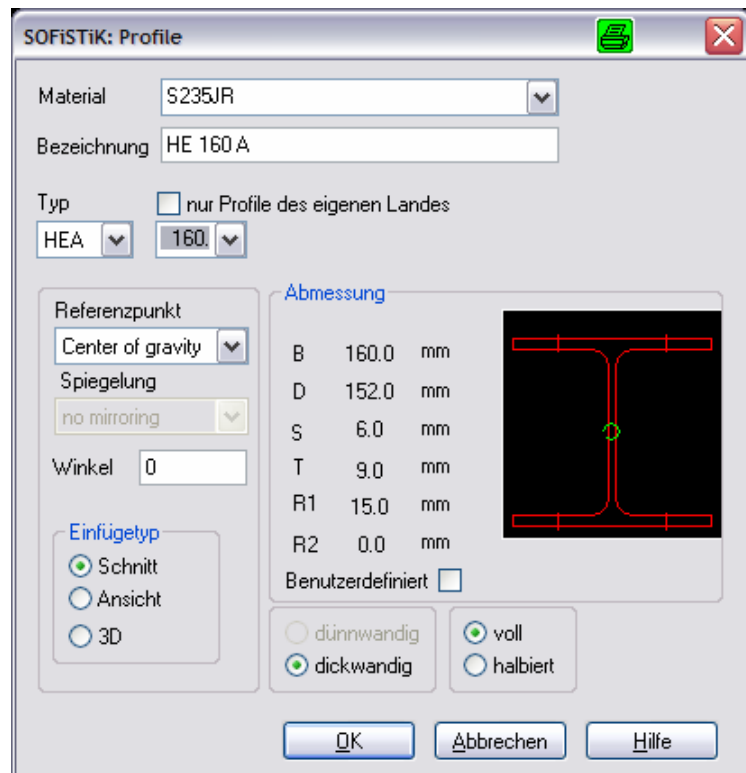 SOFiSTiK: Profile
Material S235JR
Bezeichnung HE 160 A
Typ nur Profile des eigenen Landes
HEA 160.
Referenzpunkt
Center of gravity
Spiegelung
no mirroring
Winkel 0
Einfügetyp
Schnitt
Ansicht
3D
Abmessung
B 160.0 mm
D 152.0 mm
S 6.0 mm
T 9.0 mm
R1 15.0 mm
R2 0.0 mm
Benutzerdefiniert
dünnwandig
dickwandig
voll
halbiert
OK Abbrechen Hilfe